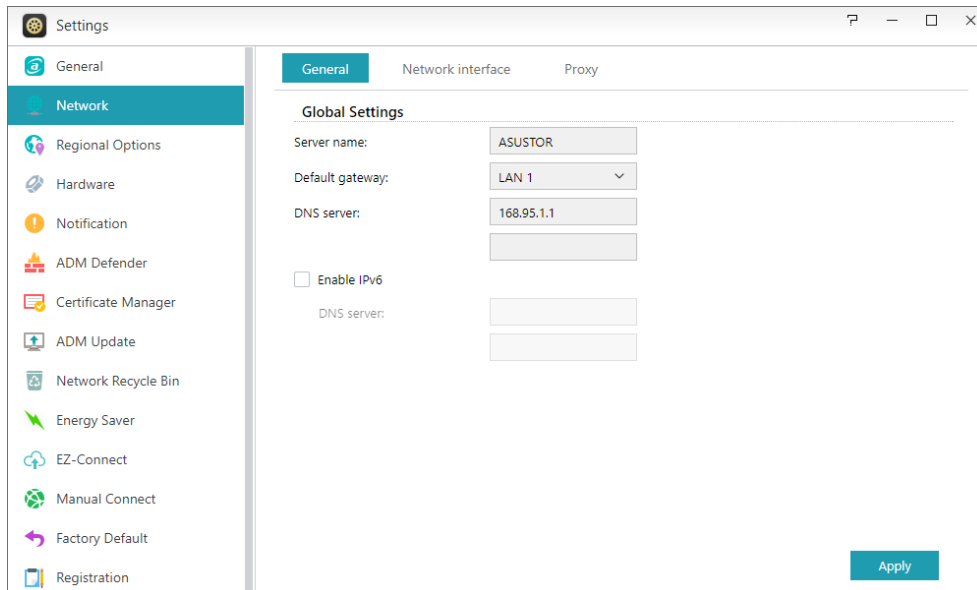 Settings
General
Network
Regional Options
Hardware
Notification
ADM Defender
Certificate Manager
ADM Update
Network Recycle Bin
Energy Saver
EZ-Connect
Manual Connect
Factory Default
Registration
General Network interface Proxy
Global Settings
Server name: ASUSTOR
Default gateway: LAN 1
DNS server: 168.95.1.1
Enable IPv6
DNS server:
Apply